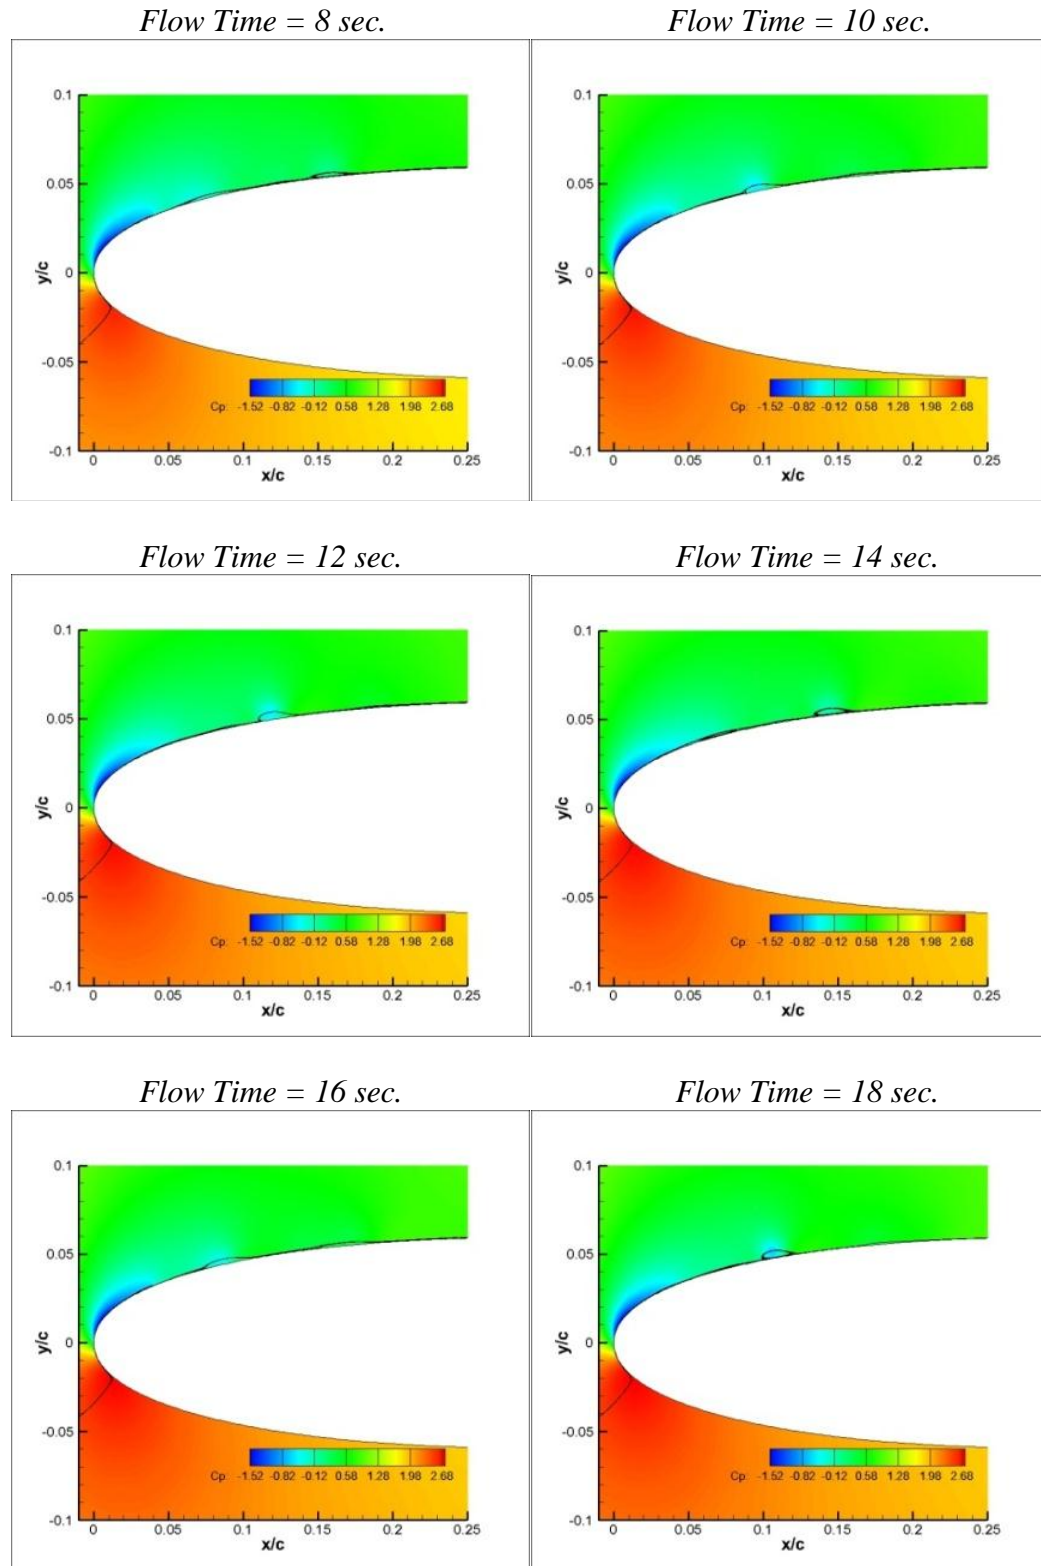 Flow Time = 8 sec.
0.1
0.05
0
-0.05
-0.1
y/c
Cp: -1.52 -0.82 -0.12 0.58 1.28 1.98 2.68
0 0.05 0.1 0.15 0.2 0.25
x/c
Flow Time = 10 sec.
0.1
0.05
0
-0.05
-0.1
y/c
Cp: -1.52 -0.82 -0.12 0.58 1.28 1.98 2.68
0 0.05 0.1 0.15 0.2 0.25
x/c
Flow Time = 12 sec.
0.1
0.05
0
-0.05
-0.1
y/c
Cp: -1.52 -0.82 -0.12 0.58 1.28 1.98 2.68
0 0.05 0.1 0.15 0.2 0.25
x/c
Flow Time = 14 sec.
0.1
0.05
0
-0.05
-0.1
y/c
Cp: -1.52 -0.82 -0.12 0.58 1.28 1.98 2.68
0 0.05 0.1 0.15 0.2 0.25
x/c
Flow Time = 16 sec.
0.1
0.05
0
-0.05
-0.1
y/c
Cp: -1.52 -0.82 -0.12 0.58 1.28 1.98 2.68
0 0.05 0.1 0.15 0.2 0.25
x/c
Flow Time = 18 sec.
0.1
0.05
0
-0.05
-0.1
y/c
Cp: -1.52 -0.82 -0.12 0.58 1.28 1.98 2.68
0 0.05 0.1 0.15 0.2 0.25
x/c